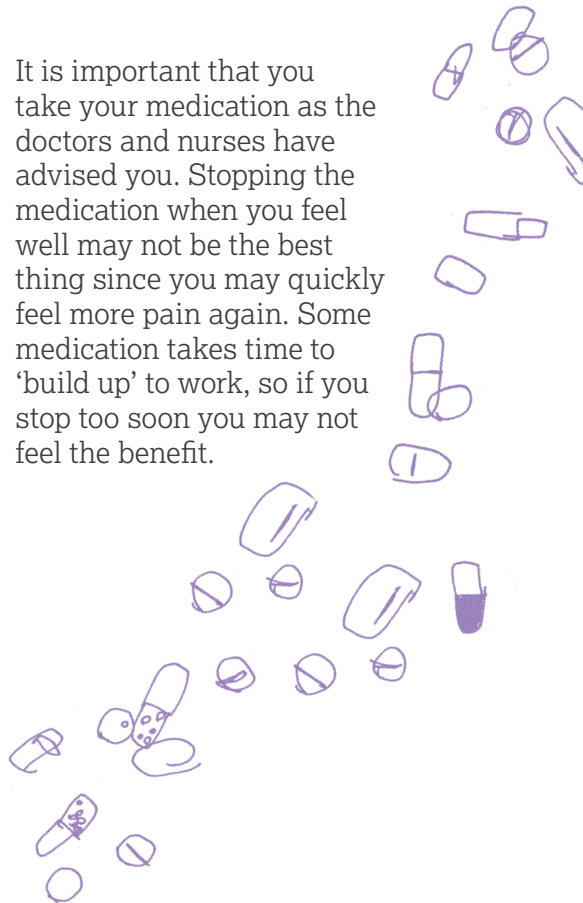 It is important that you
take your medication as the
doctors and nurses have
advised you. Stopping the
medication when you feel
well may not be the best
thing since you may quickly
feel more pain again. Some
medication takes time to
‘build up’ to work, so if you
stop too soon you may not
feel the benefit.